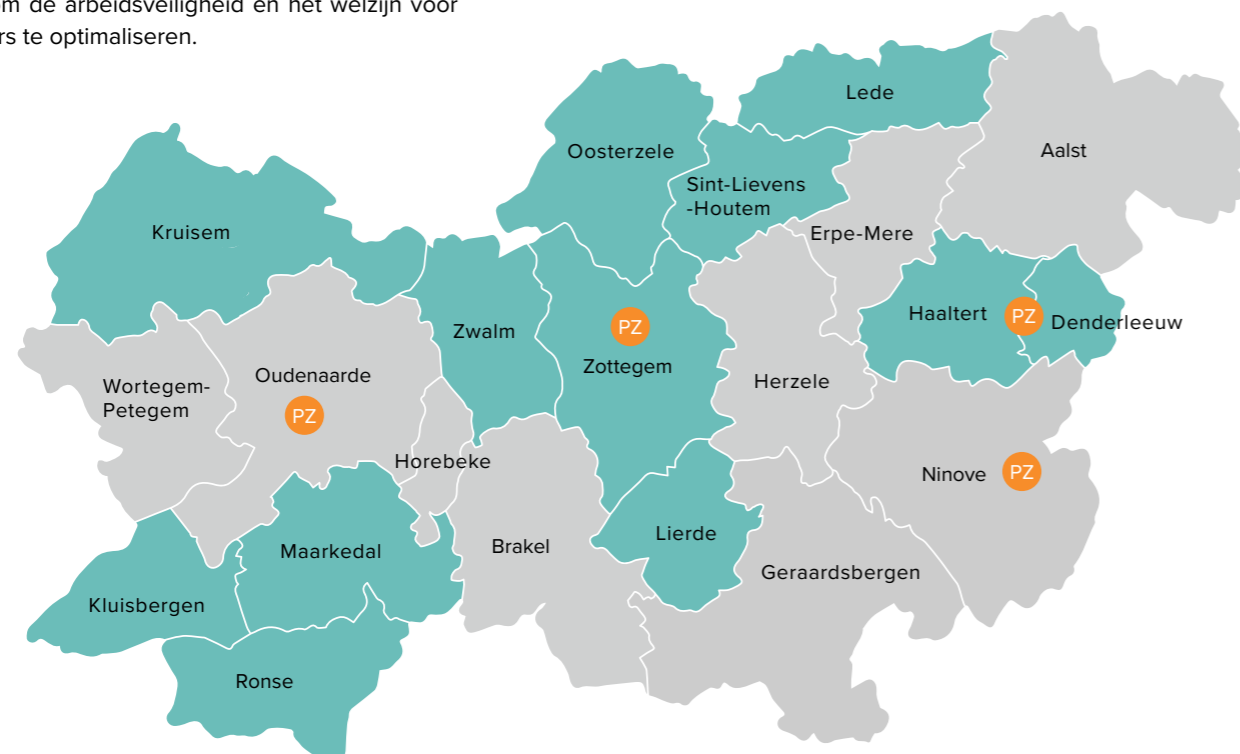 om de arbeidsveiligheid en het welzijn voor
rs te optimaliseren.
Lede
Aalst
Oosterzele
Sint-Lievens
-Houtem
Kruisem
Erpe-Mere
Haaltert
PZ
Denderleeuw
Zwalm
PZ
Zottegem
Oudenaarde
PZ
Wortegem-
Petegem
Herzele
Horebeke
Ninove
PZ
Brakel
Lierde
Maarkedal
Geraardsbergen
Kluisbergen
Ronse